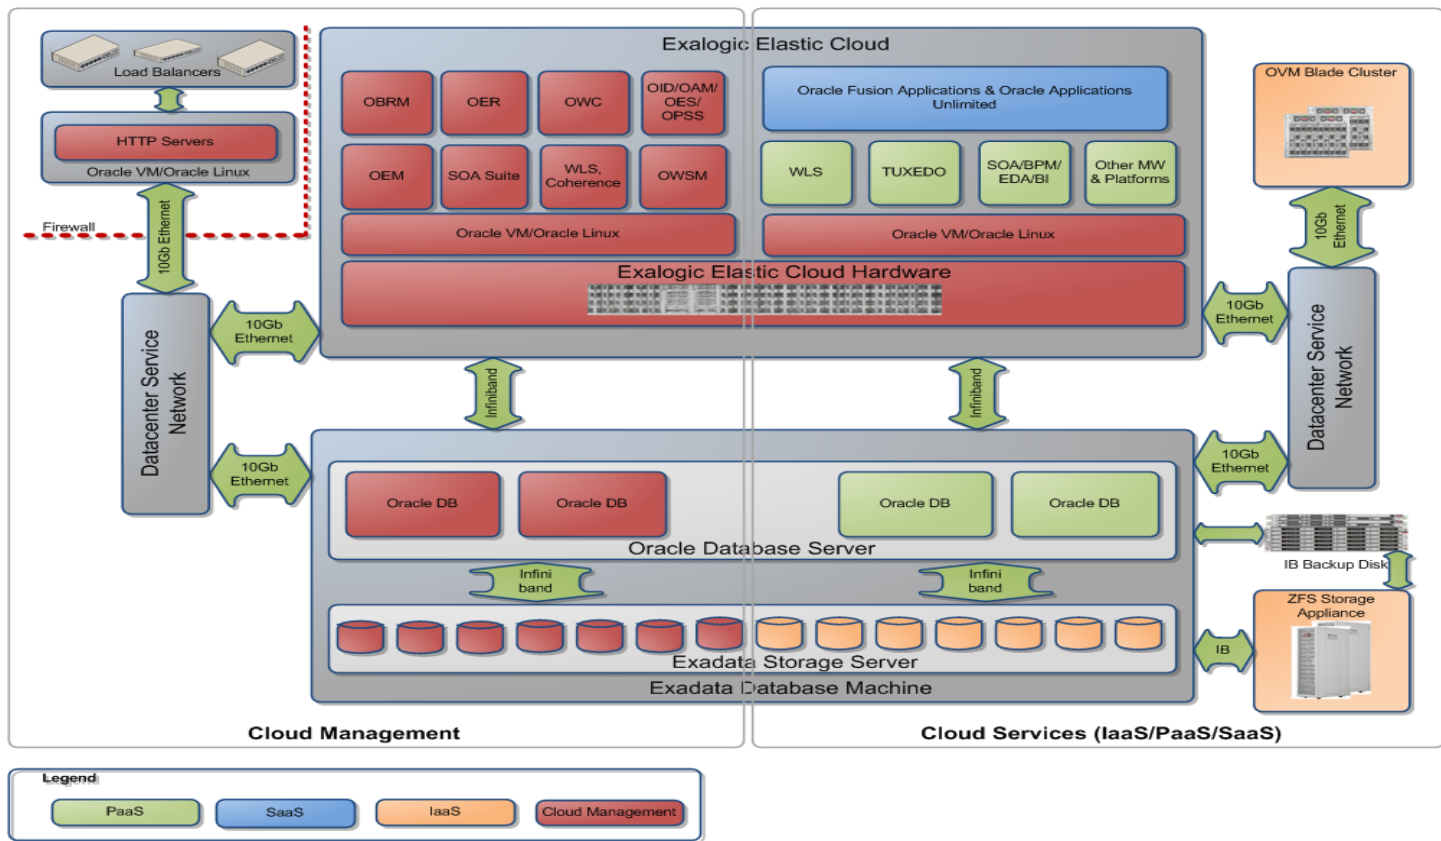 Exalogic Elastic Cloud
Load Balancers
HTTP Servers
Oracle VM/Oracle Linux
Firewall
10Gb Ethernet
OBRM
OER
OWC
OID/OAM/
OES/
OPSS
OEM
SOA Suite
WLS,
Coherence
OWSM
Oracle VM/Oracle Linux
Oracle Fusion Applications & Oracle Applications
Unlimited
WLS
TUXEDO
SOA/BPM/
EDA/BI
Other MW
& Platforms
Oracle VM/Oracle Linux
Exalogic Elastic Cloud Hardware
OVM Blade Cluster
10Gb
Ethernet
Datacenter Service
Network
10Gb
Ethernet
10Gb
Ethernet
Infiniband
Infiniband
10Gb
Ethernet
10Gb
Ethernet
Datacenter Service
Network
Oracle DB
Oracle DB
Oracle DB
Oracle DB
Oracle Database Server
Infini
band
Infini
band
Exadata Storage Server
Exadata Database Machine
IB Backup Disk
ZFS Storage
Appliance
IB
Cloud Management
Cloud Services (IaaS/PaaS/SaaS)
Legend
PaaS
SaaS
IaaS
Cloud Management